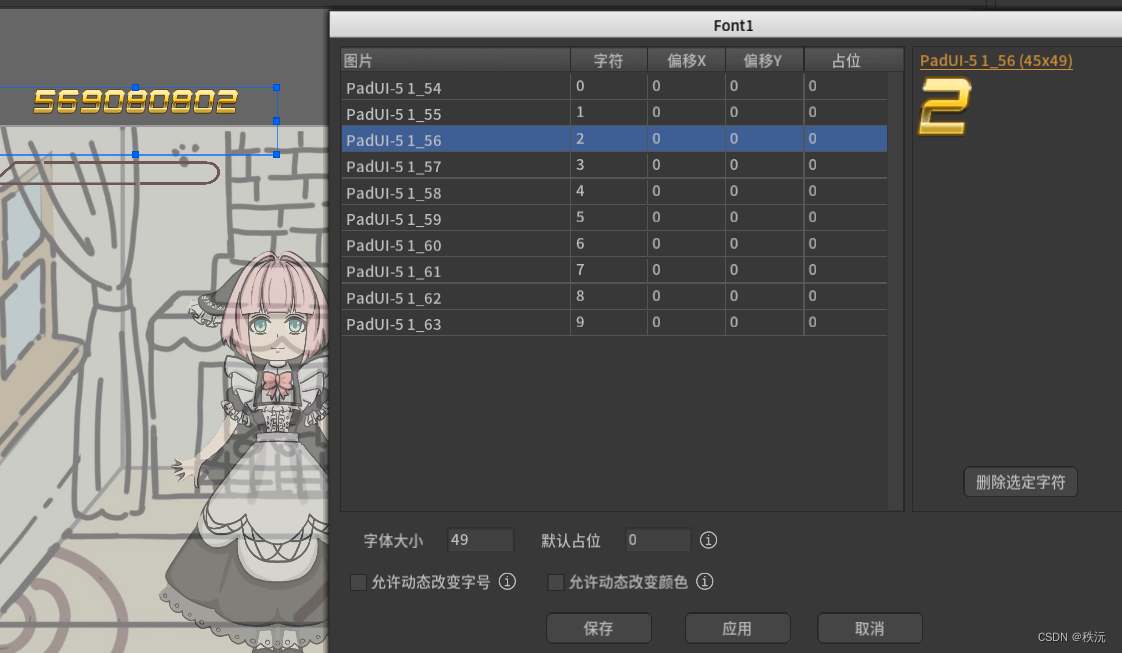 Font1
569080802
图片 字符 偏移X 偏移Y 占位
PadUI-5 1_54 0 0 0 0
PadUI-5 1_55 1 0 0 0
PadUI-5 1_56 2 0 0 0
PadUI-5 1_57 3 0 0 0
PadUI-5 1_58 4 0 0 0
PadUI-5 1_59 5 0 0 0
PadUI-5 1_60 6 0 0 0
PadUI-5 1_61 7 0 0 0
PadUI-5 1_62 8 0 0 0
PadUI-5 1_63 9 0 0 0
PadUI-5 1_56 (45x49)
2
删除选定字符
字体大小 49 默认占位 0
允许动态改变字号 允许动态改变颜色
保存 应用 取消
CSDN @秩沅